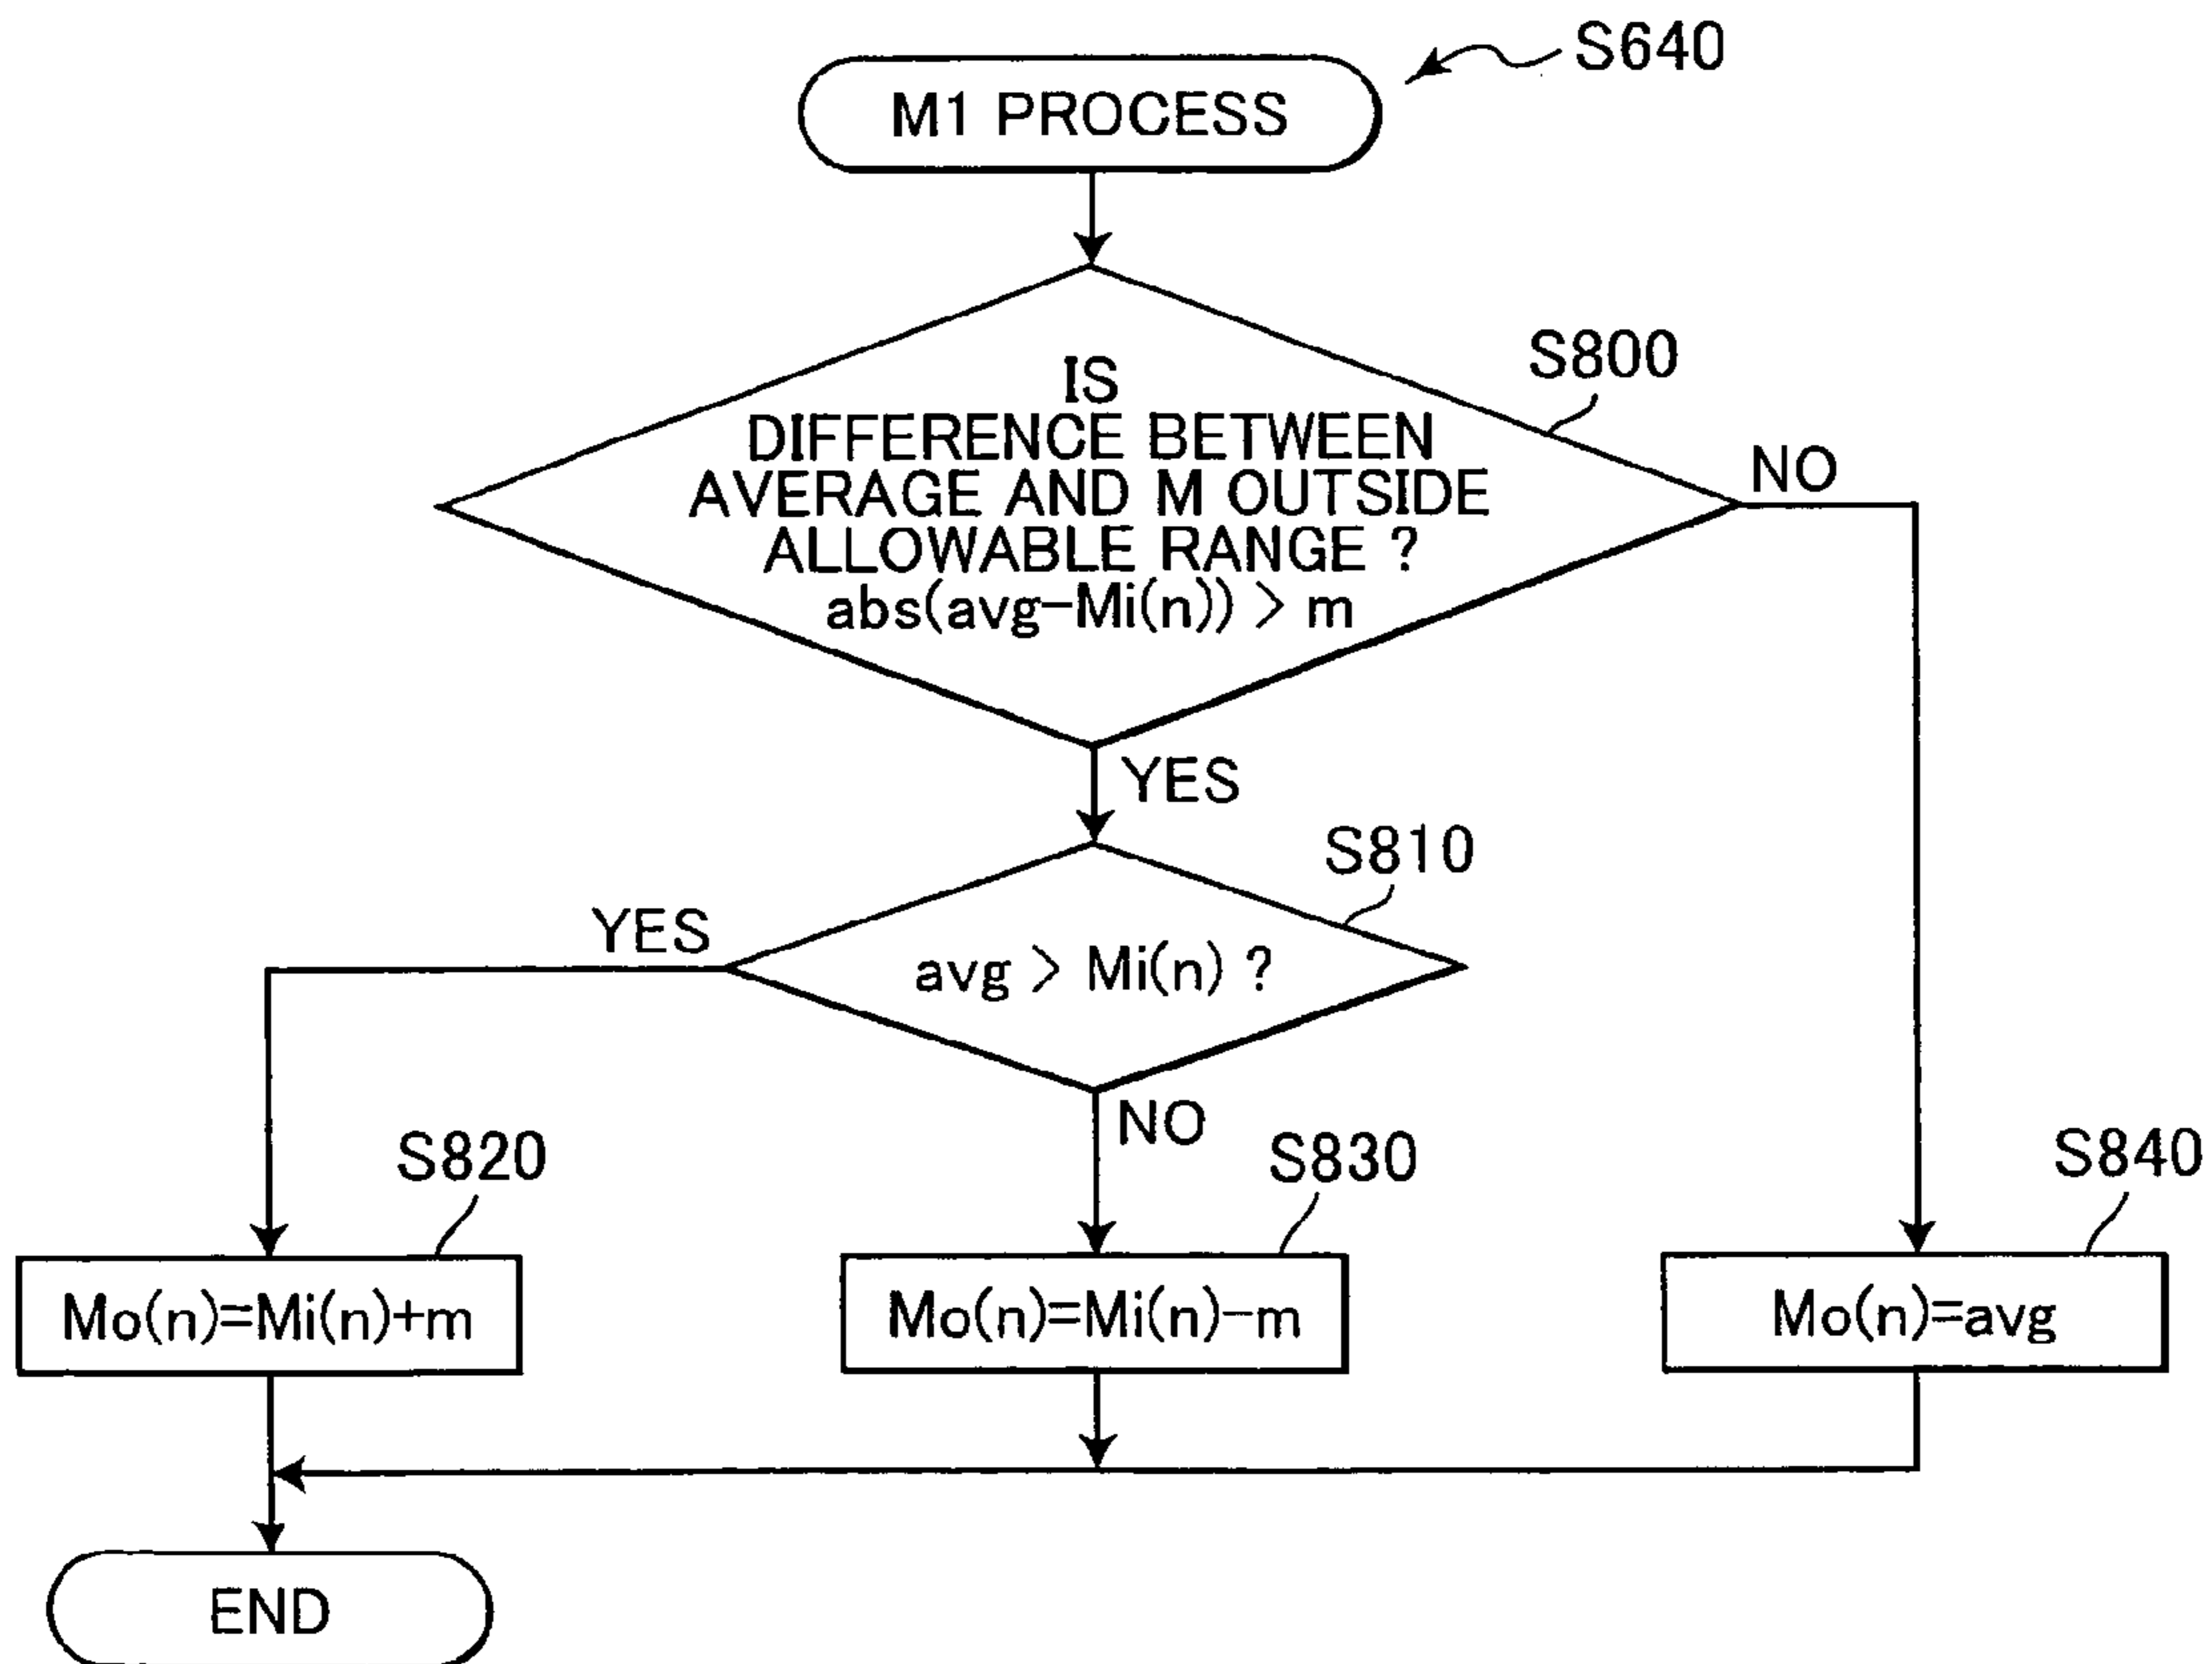 S640
M1 PROCESS
S800
IS
DIFFERENCE BETWEEN
AVERAGE AND M OUTSIDE
ALLOWABLE RANGE ?
abs(avg-Mi(n)) > m
NO
YES
S810
YES
avg > Mi(n) ?
NO
S820
S830
S840
Mo(n)=Mi(n)+m
Mo(n)=Mi(n)-m
Mo(n)=avg
END